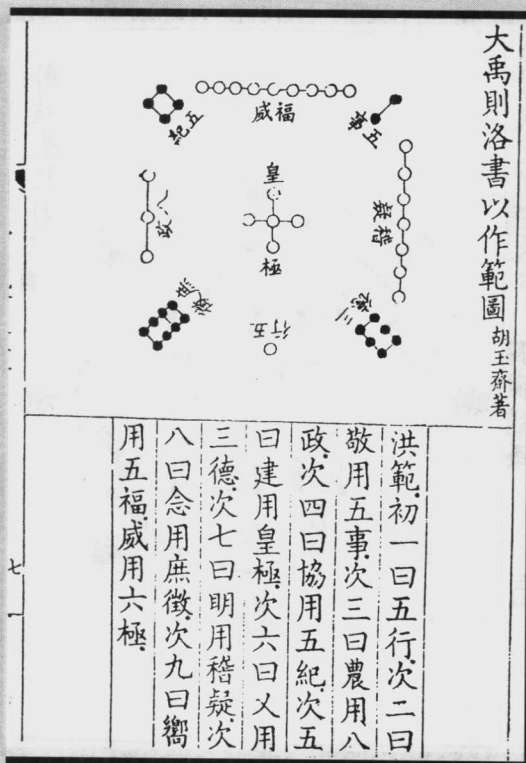 大禹則洛書以作範圖 胡玉齋著
五事
福威
五紀
稽疑
皇
極
八政
三德
五行
庶徵
洪範.初一曰五行.次二曰
敬用五事.次三曰農用八
政.次四曰協用五紀.次五
曰建用皇極.次六曰乂用
三德.次七曰明用稽疑.次
八曰念用庶徵.次九曰嚮
用五福.威用六極.
七